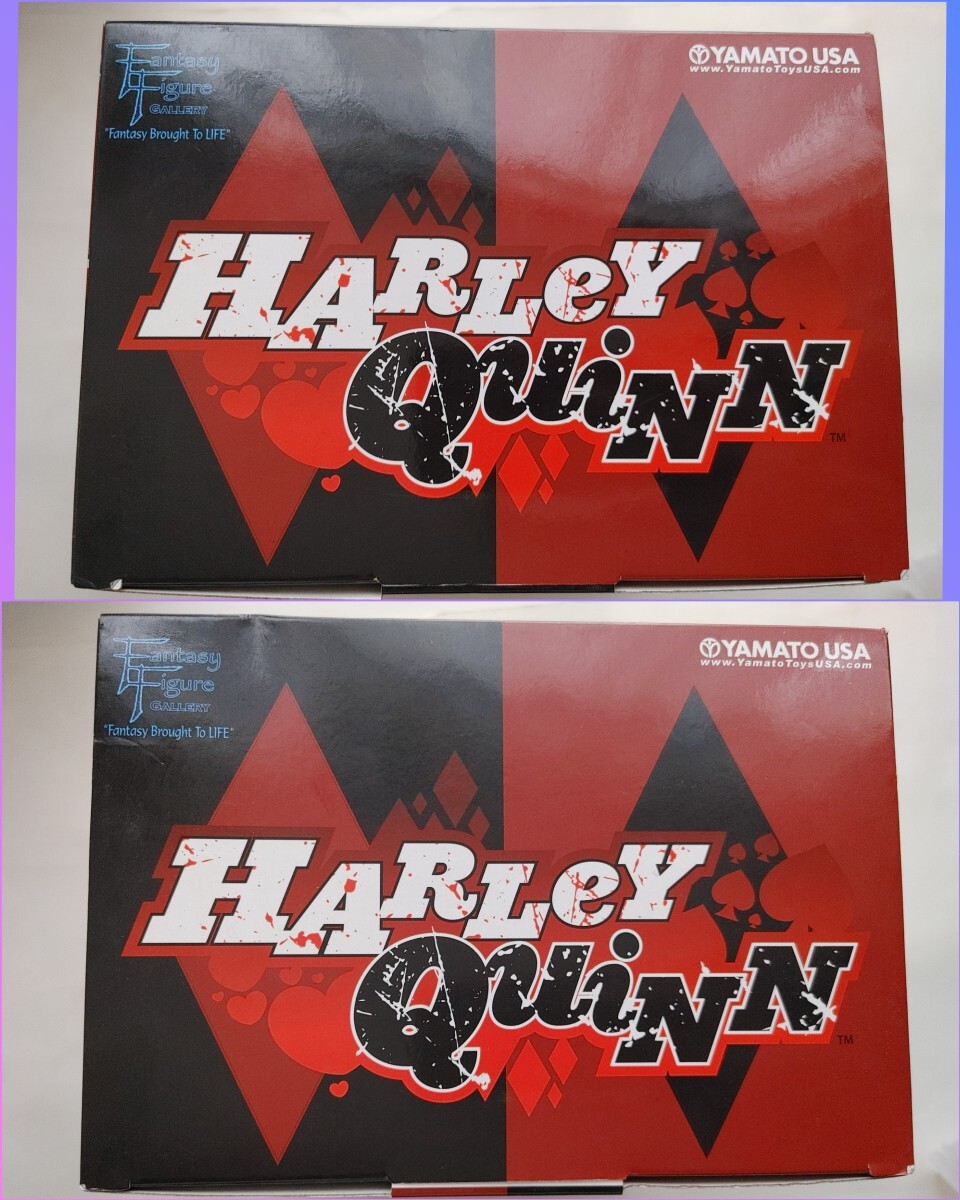 Fantasy
Figure
GALLERY
"Fantasy Brought To LIFE"
YAMATO USA
www.YamatoToysUSA.com
HARLeY
QuiNN
TM
Fantasy
Figure
GALLERY
"Fantasy Brought To LIFE"
YAMATO USA
www.YamatoToysUSA.com
HARLeY
QuiNN
TM